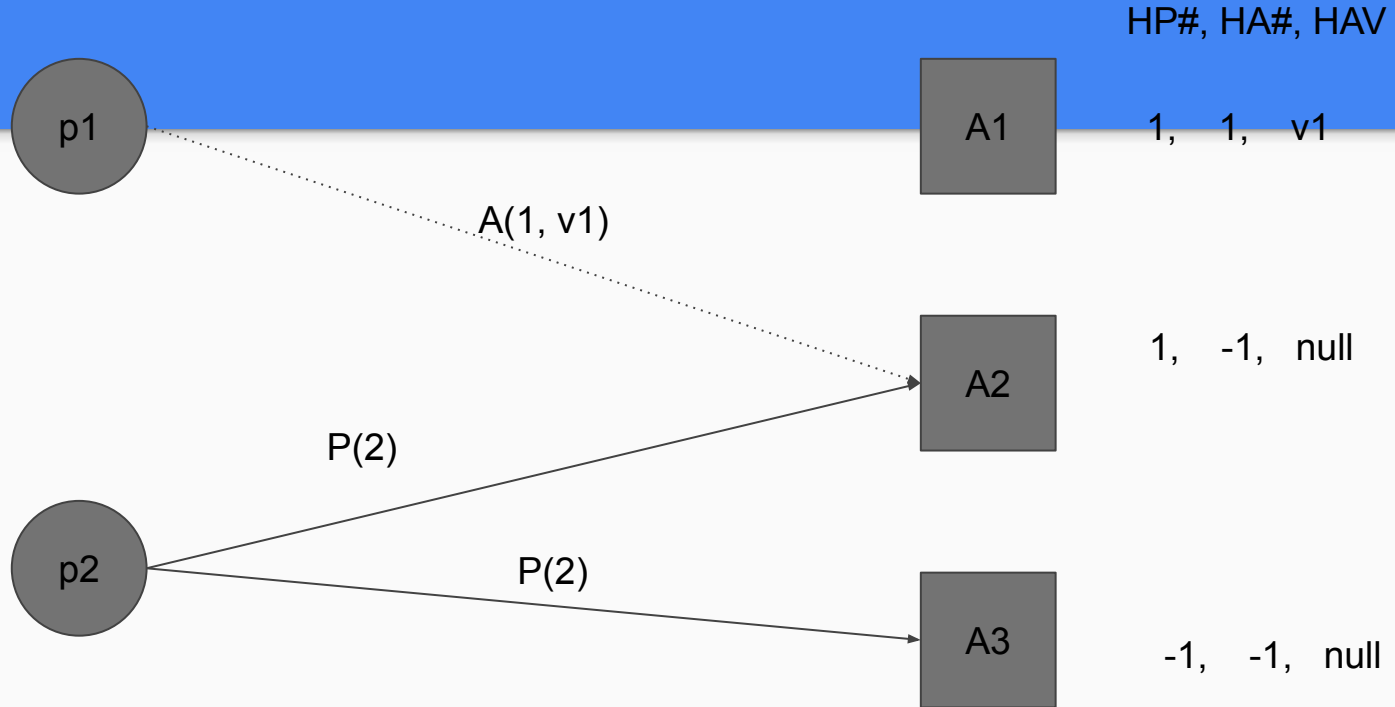 HP#, HA#, HAV
p1
A1
1, 1, v1
A(1, v1)
1, -1, null
A2
P(2)
p2
P(2)
A3
-1, -1, null